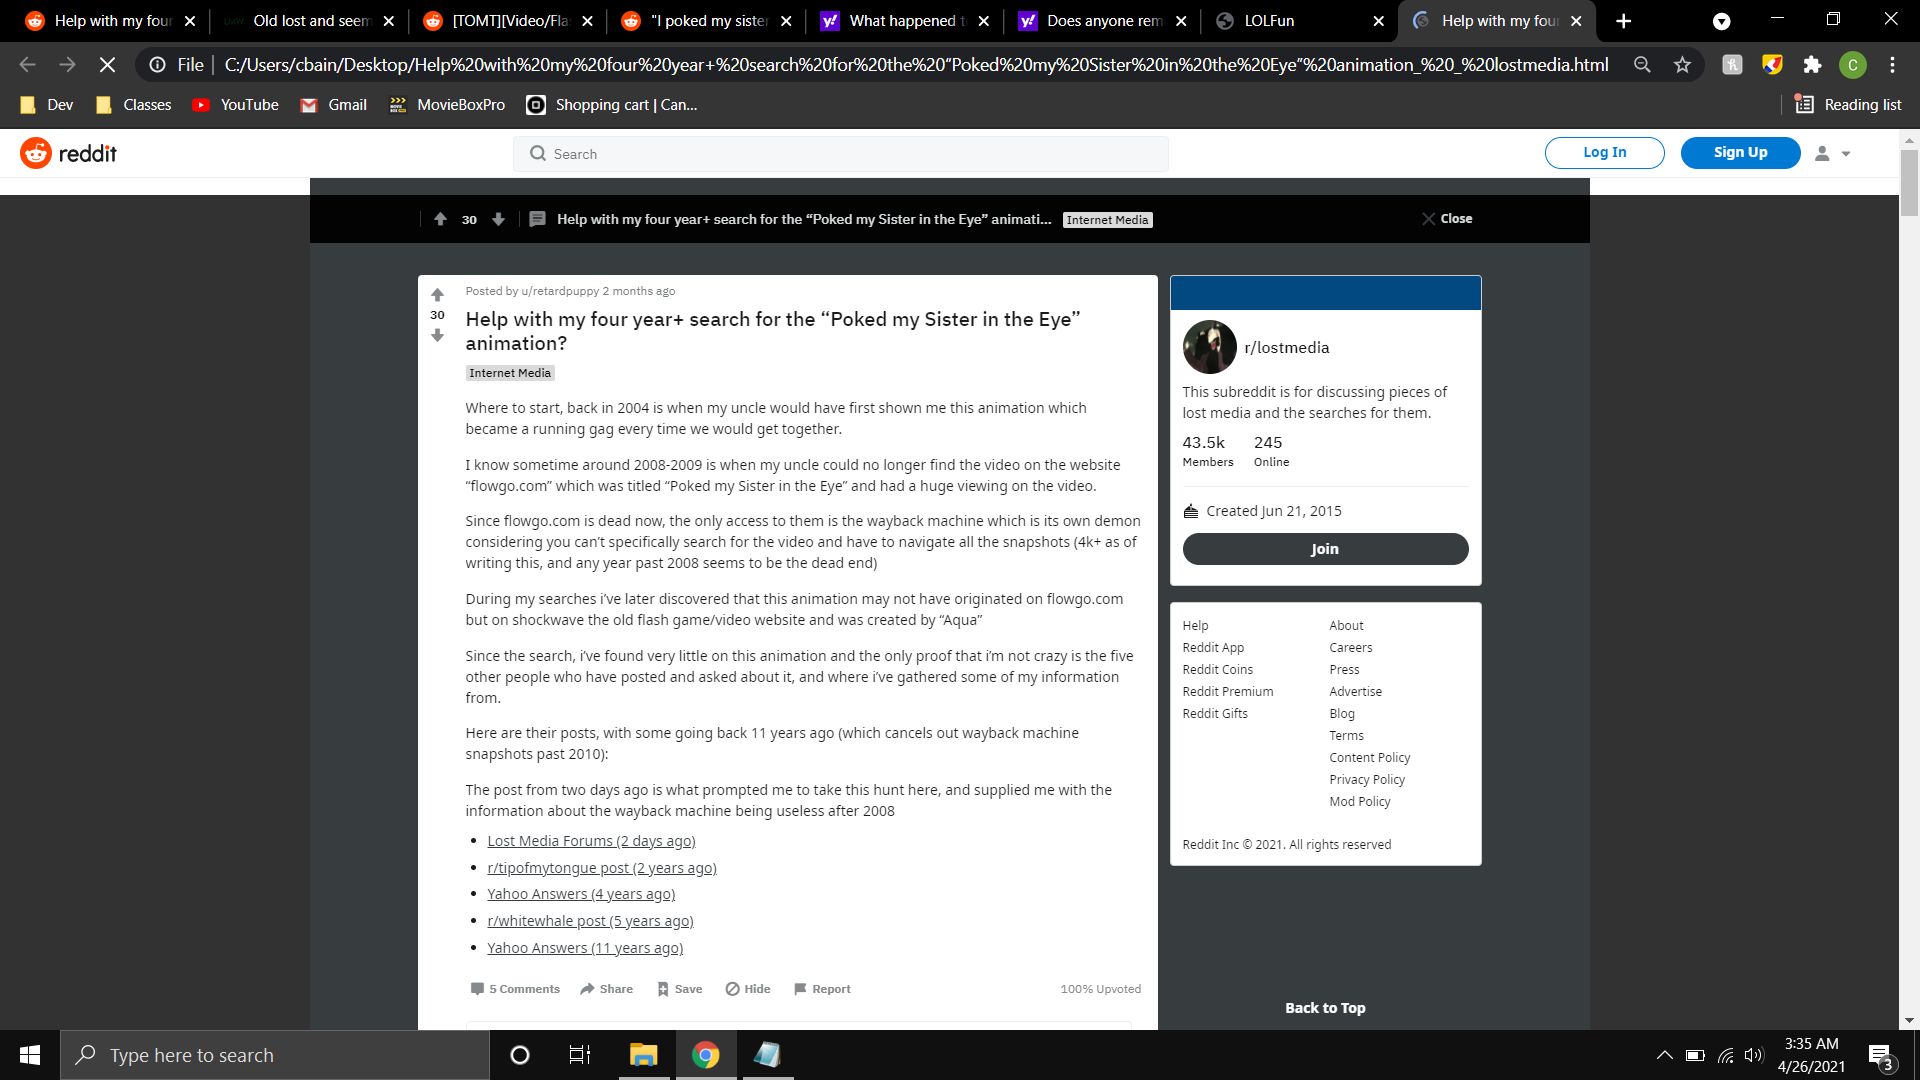 Help with my four
Old lost and seem
[TOMT][Video/Fla
"I poked my sister
What happened t
Does anyone rem
LOLFun
Help with my fou
File
C:/Users/cbain/Desktop/Help%20with%20my%20four%20year+%20search%20for%20the%20“Poked%20my%20Sister%20in%20the%20Eye”%20animation_%20_%20lostmedia.html
C
Dev
Classes
YouTube
Gmail
MovieBoxPro
Shopping cart | Can...
Reading list
reddit
Search
Log In
Sign Up
30
Help with my four year+ search for the “Poked my Sister in the Eye” animati...
Internet Media
Close
Posted by u/retardpuppy 2 months ago
30
Help with my four year+ search for the “Poked my Sister in the Eye”
animation?
Internet Media
Where to start, back in 2004 is when my uncle would have first shown me this animation which
became a running gag every time we would get together.
I know sometime around 2008-2009 is when my uncle could no longer find the video on the website
“flowgo.com” which was titled “Poked my Sister in the Eye” and had a huge viewing on the video.
Since flowgo.com is dead now, the only access to them is the wayback machine which is its own demon
considering you can’t specifically search for the video and have to navigate all the snapshots (4k+ as of
writing this, and any year past 2008 seems to be the dead end)
During my searches i’ve later discovered that this animation may not have originated on flowgo.com
but on shockwave the old flash game/video website and was created by “Aqua”
Since the search, i’ve found very little on this animation and the only proof that i’m not crazy is the five
other people who have posted and asked about it, and where i’ve gathered some of my information
from.
Here are their posts, with some going back 11 years ago (which cancels out wayback machine
snapshots past 2010):
The post from two days ago is what prompted me to take this hunt here, and supplied me with the
information about the wayback machine being useless after 2008
Lost Media Forums (2 days ago)
r/tipofmytongue post (2 years ago)
Yahoo Answers (4 years ago)
r/whitewhale post (5 years ago)
Yahoo Answers (11 years ago)
5 Comments
Share
Save
Hide
Report
100% Upvoted
r/lostmedia
This subreddit is for discussing pieces of
lost media and the searches for them.
43.5k
245
Members
Online
Created Jun 21, 2015
Join
Help
About
Reddit App
Careers
Reddit Coins
Press
Reddit Premium
Advertise
Reddit Gifts
Blog
Terms
Content Policy
Privacy Policy
Mod Policy
Reddit Inc © 2021. All rights reserved
Back to Top
Type here to search
3:35 AM
4/26/2021
3